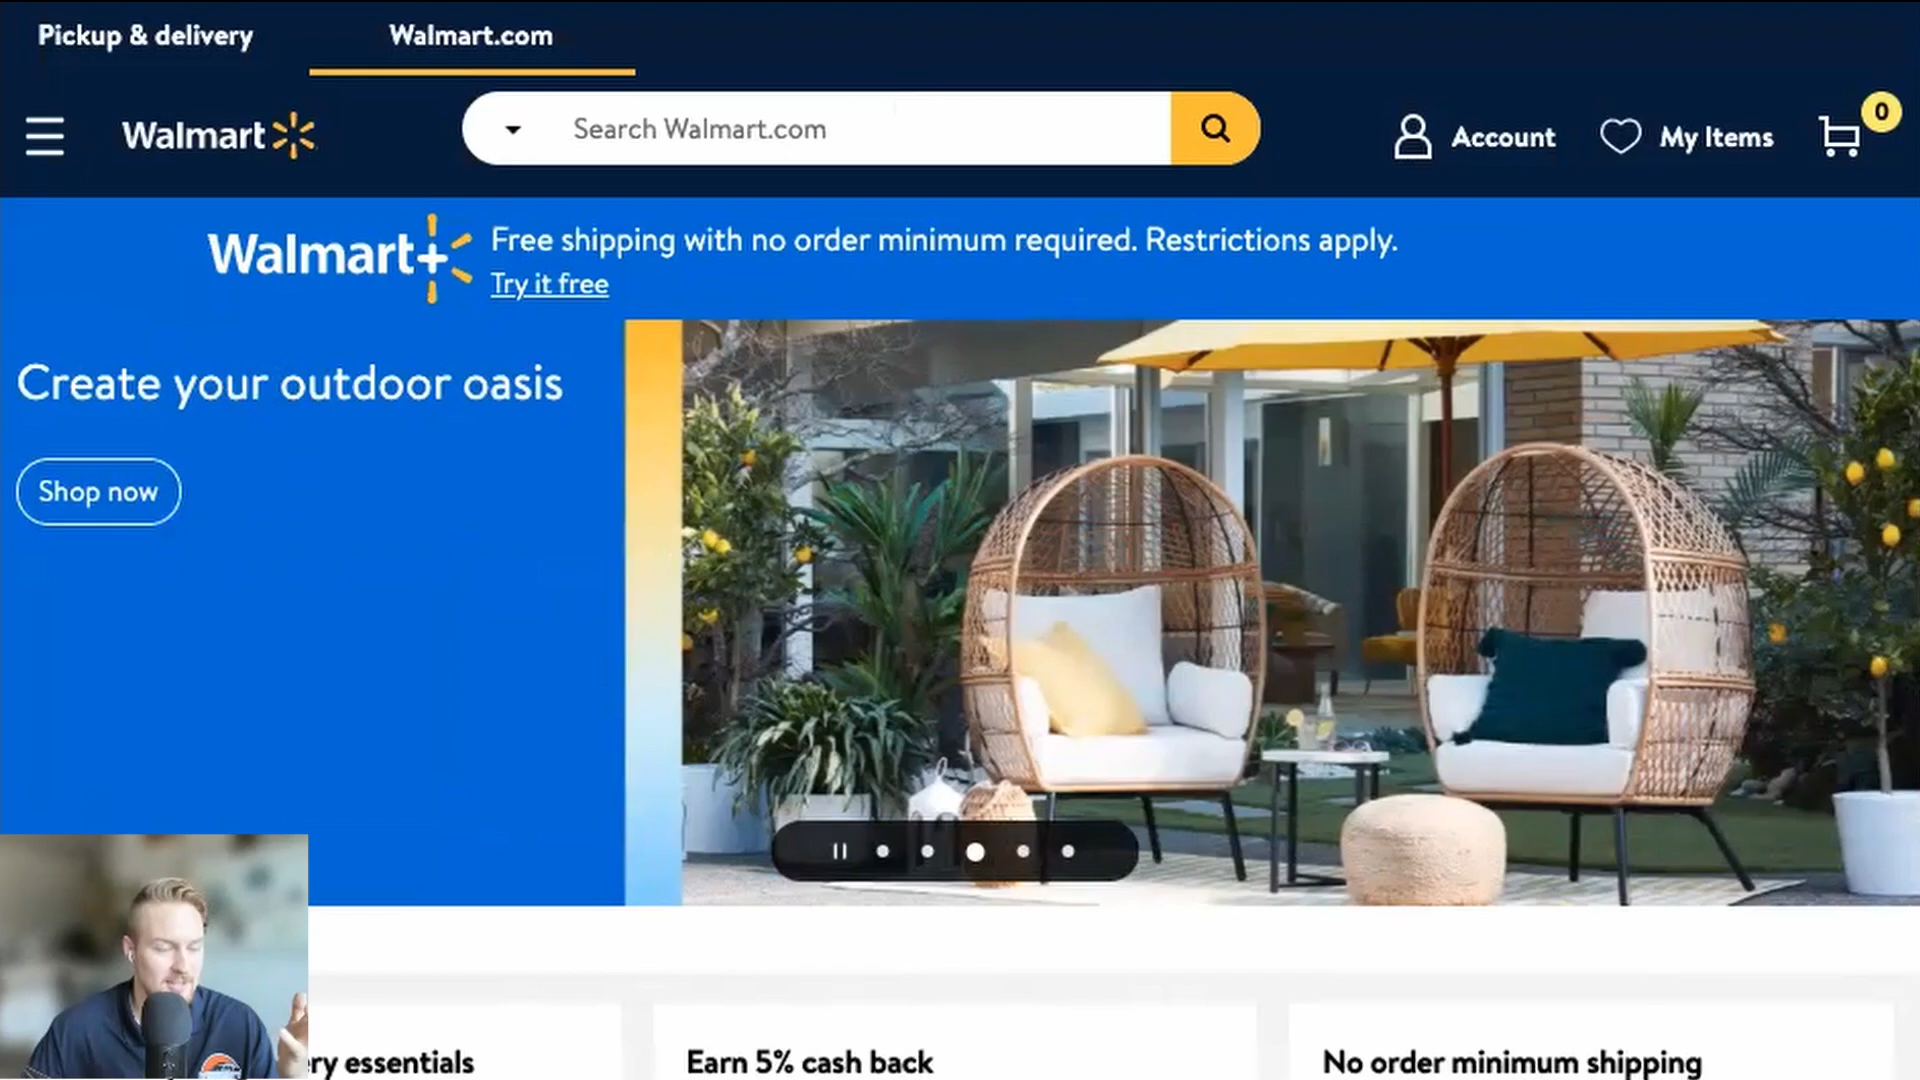 Pickup & delivery
Walmart.com
Walmart
Search Walmart.com
Account
My Items
0
Walmart+
Free shipping with no order minimum required. Restrictions apply.
Try it free
Create your outdoor oasis
Shop now
essentials
Earn 5% cash back
No order minimum shipping